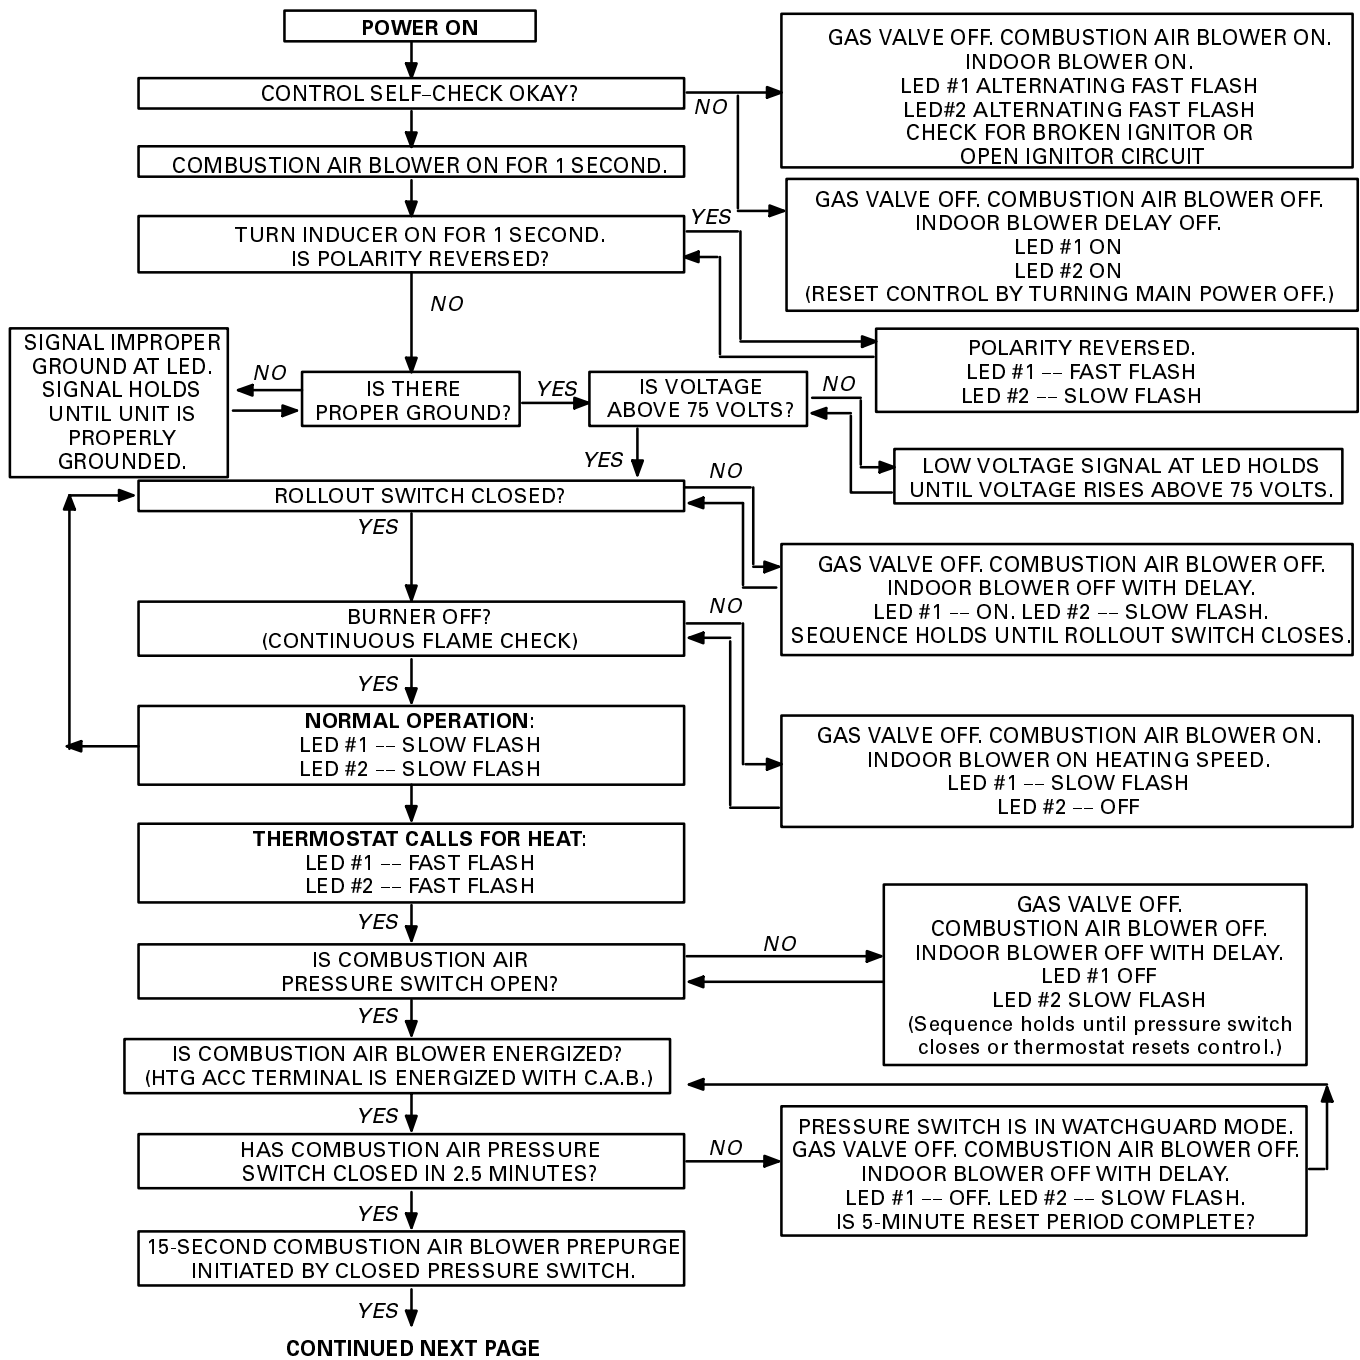 POWER ON
GAS VALVE OFF. COMBUSTION AIR BLOWER ON.
INDOOR BLOWER ON.
LED #1 ALTERNATING FAST FLASH
LED#2 ALTERNATING FAST FLASH
CHECK FOR BROKEN IGNITOR OR
OPEN IGNITOR CIRCUIT
CONTROL SELF–CHECK OKAY?
NO
COMBUSTION AIR BLOWER ON FOR 1 SECOND.
GAS VALVE OFF. COMBUSTION AIR BLOWER OFF.
INDOOR BLOWER DELAY OFF.
LED #1 ON
LED #2 ON
(RESET CONTROL BY TURNING MAIN POWER OFF.)
YES
TURN INDUCER ON FOR 1 SECOND.
IS POLARITY REVERSED?
NO
POLARITY REVERSED.
LED #1 –– FAST FLASH
LED #2 –– SLOW FLASH
SIGNAL IMPROPER
GROUND AT LED.
SIGNAL HOLDS
UNTIL UNIT IS
PROPERLY
GROUNDED.
NO
IS THERE
PROPER GROUND?
YES
IS VOLTAGE
ABOVE 75 VOLTS?
NO
YES
LOW VOLTAGE SIGNAL AT LED HOLDS
UNTIL VOLTAGE RISES ABOVE 75 VOLTS.
ROLLOUT SWITCH CLOSED?
NO
YES
GAS VALVE OFF. COMBUSTION AIR BLOWER OFF.
INDOOR BLOWER OFF WITH DELAY.
LED #1 –– ON. LED #2 –– SLOW FLASH.
SEQUENCE HOLDS UNTIL ROLLOUT SWITCH CLOSES.
BURNER OFF?
(CONTINUOUS FLAME CHECK)
NO
YES
NORMAL OPERATION:
LED #1 –– SLOW FLASH
LED #2 –– SLOW FLASH
GAS VALVE OFF. COMBUSTION AIR BLOWER ON.
INDOOR BLOWER ON HEATING SPEED.
LED #1 –– SLOW FLASH
LED #2 –– OFF
THERMOSTAT CALLS FOR HEAT:
LED #1 –– FAST FLASH
LED #2 –– FAST FLASH
YES
IS COMBUSTION AIR
PRESSURE SWITCH OPEN?
NO
GAS VALVE OFF.
COMBUSTION AIR BLOWER OFF.
INDOOR BLOWER OFF WITH DELAY.
LED #1 OFF
LED #2 SLOW FLASH
(Sequence holds until pressure switch
closes or thermostat resets control.)
YES
IS COMBUSTION AIR BLOWER ENERGIZED?
(HTG ACC TERMINAL IS ENERGIZED WITH C.A.B.)
YES
HAS COMBUSTION AIR PRESSURE
SWITCH CLOSED IN 2.5 MINUTES?
NO
PRESSURE SWITCH IS IN WATCHGUARD MODE.
GAS VALVE OFF. COMBUSTION AIR BLOWER OFF.
INDOOR BLOWER OFF WITH DELAY.
LED #1 –– OFF. LED #2 –– SLOW FLASH.
IS 5-MINUTE RESET PERIOD COMPLETE?
YES
15-SECOND COMBUSTION AIR BLOWER PREPURGE
INITIATED BY CLOSED PRESSURE SWITCH.
YES
CONTINUED NEXT PAGE